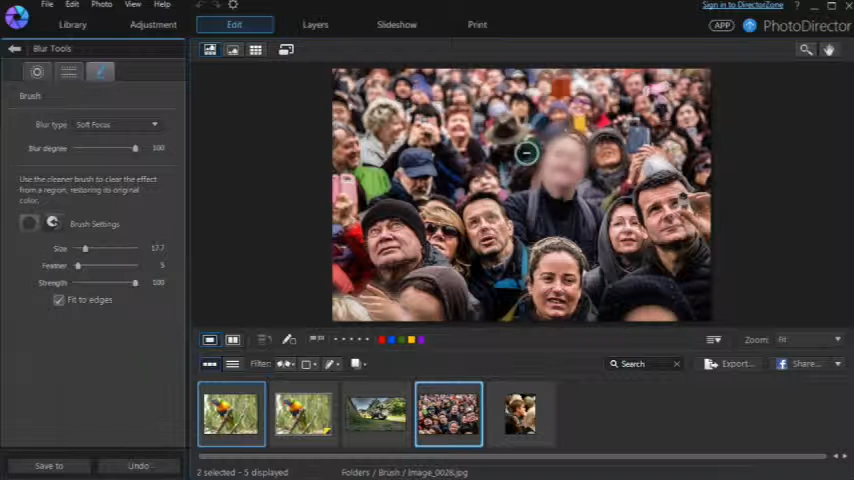 File Edit Photo View Help
Sign in to DirectorZone ?
Library Adjustment Edit Layers Slideshow Print
APP PhotoDirector
Blur Tools
Brush
Blur type Soft Focus
Blur degree 100
Use the cleaner brush to clear the effect
from a region, restoring its original
color.
Brush Settings
Size 17.7
Feather 5
Strength 100
Fit to edges
Zoom: Fit
Filter: Search Export... Share...
Save to Undo
2 selected - 5 displayed Folders / Brush / Image_0028.jpg